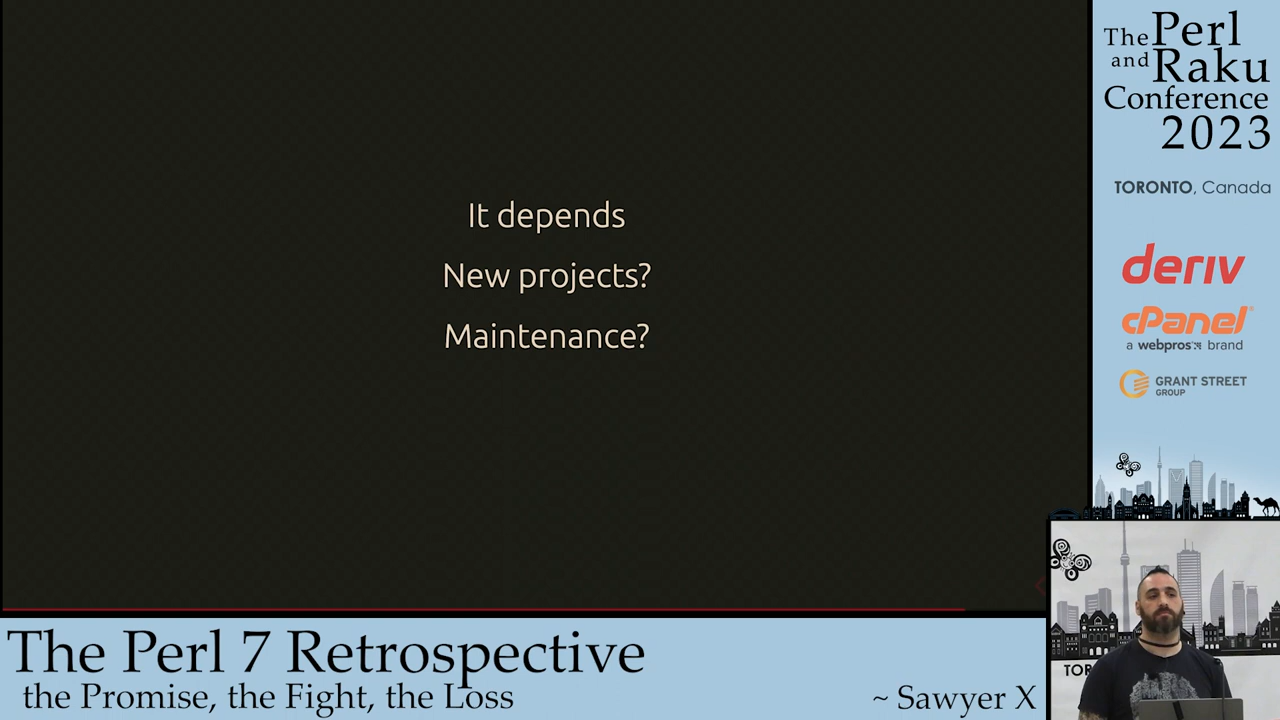 It depends
New projects?
Maintenance?
The Perl
and Raku
Conference
2023
TORONTO, Canada
deriv
cPanel®
a webpros brand
GRANT STREET
GROUP
TOR
The Perl 7 Retrospective
the Promise, the Fight, the Loss
~ Sawyer X